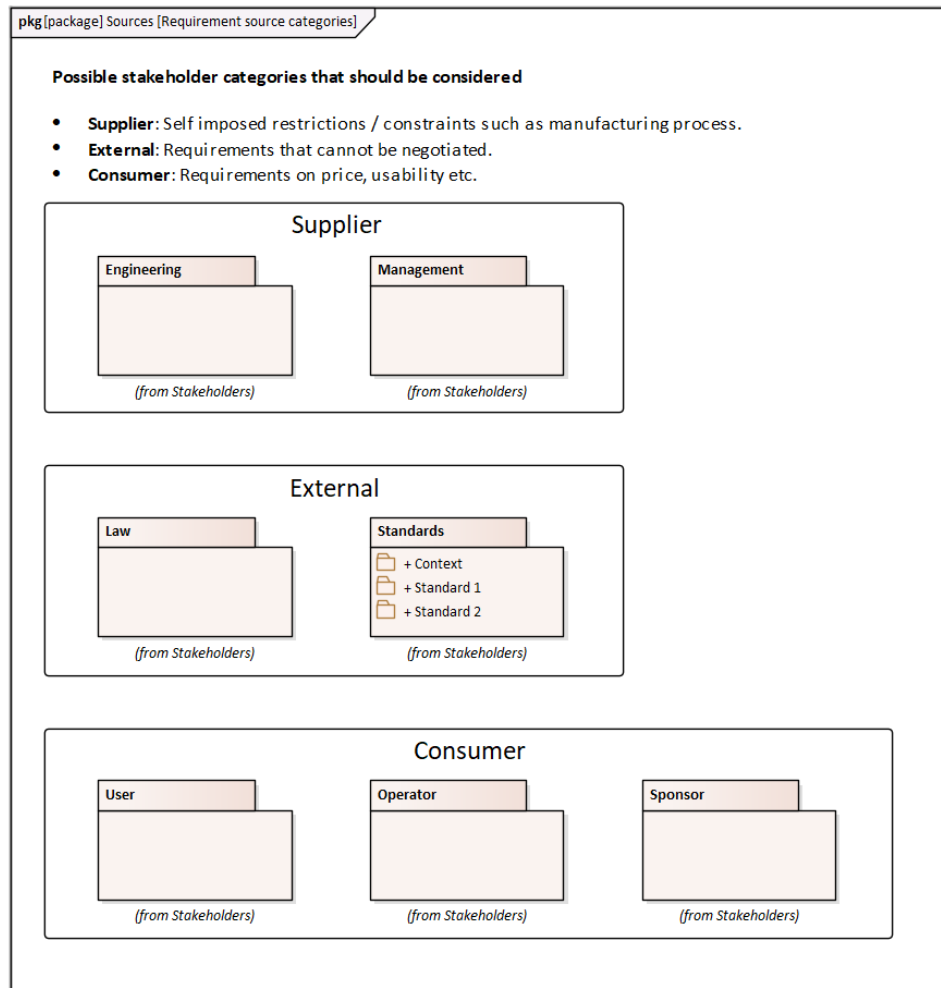 pkg [package] Sources [Requirement source categories]
Possible stakeholder categories that should be considered
• Supplier: Self imposed restrictions / constraints such as manufacturing process.
• External: Requirements that cannot be negotiated.
• Consumer: Requirements on price, usability etc.
Supplier
Engineering
Management
(from Stakeholders)
(from Stakeholders)
External
Law
Standards
+ Context
+ Standard 1
+ Standard 2
(from Stakeholders)
(from Stakeholders)
Consumer
User
Operator
Sponsor
(from Stakeholders)
(from Stakeholders)
(from Stakeholders)